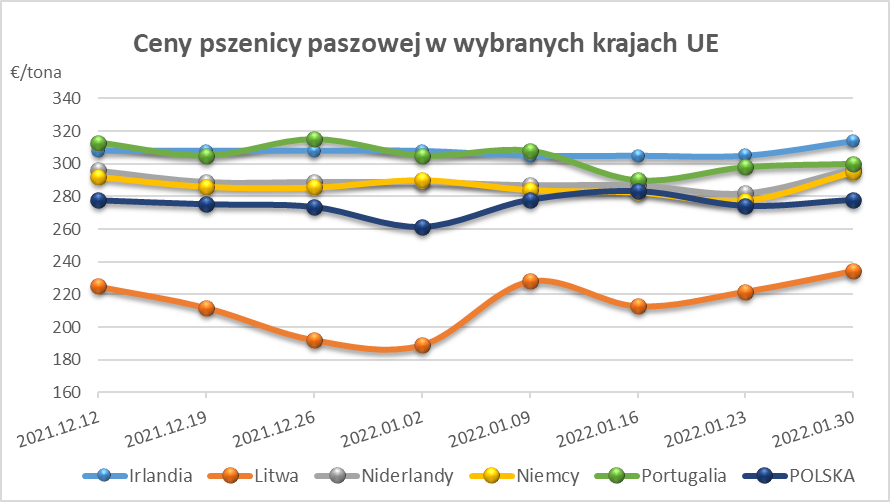 Ceny pszenicy paszowej w wybranych krajach UE
€/tona
340
320
300
280
260
240
220
200
180
160
2021.12.12 2021.12.19 2021.12.26 2022.01.02 2022.01.09 2022.01.16 2022.01.23 2022.01.30
Irlandia Litwa Niderlandy Niemcy Portugalia POLSKA